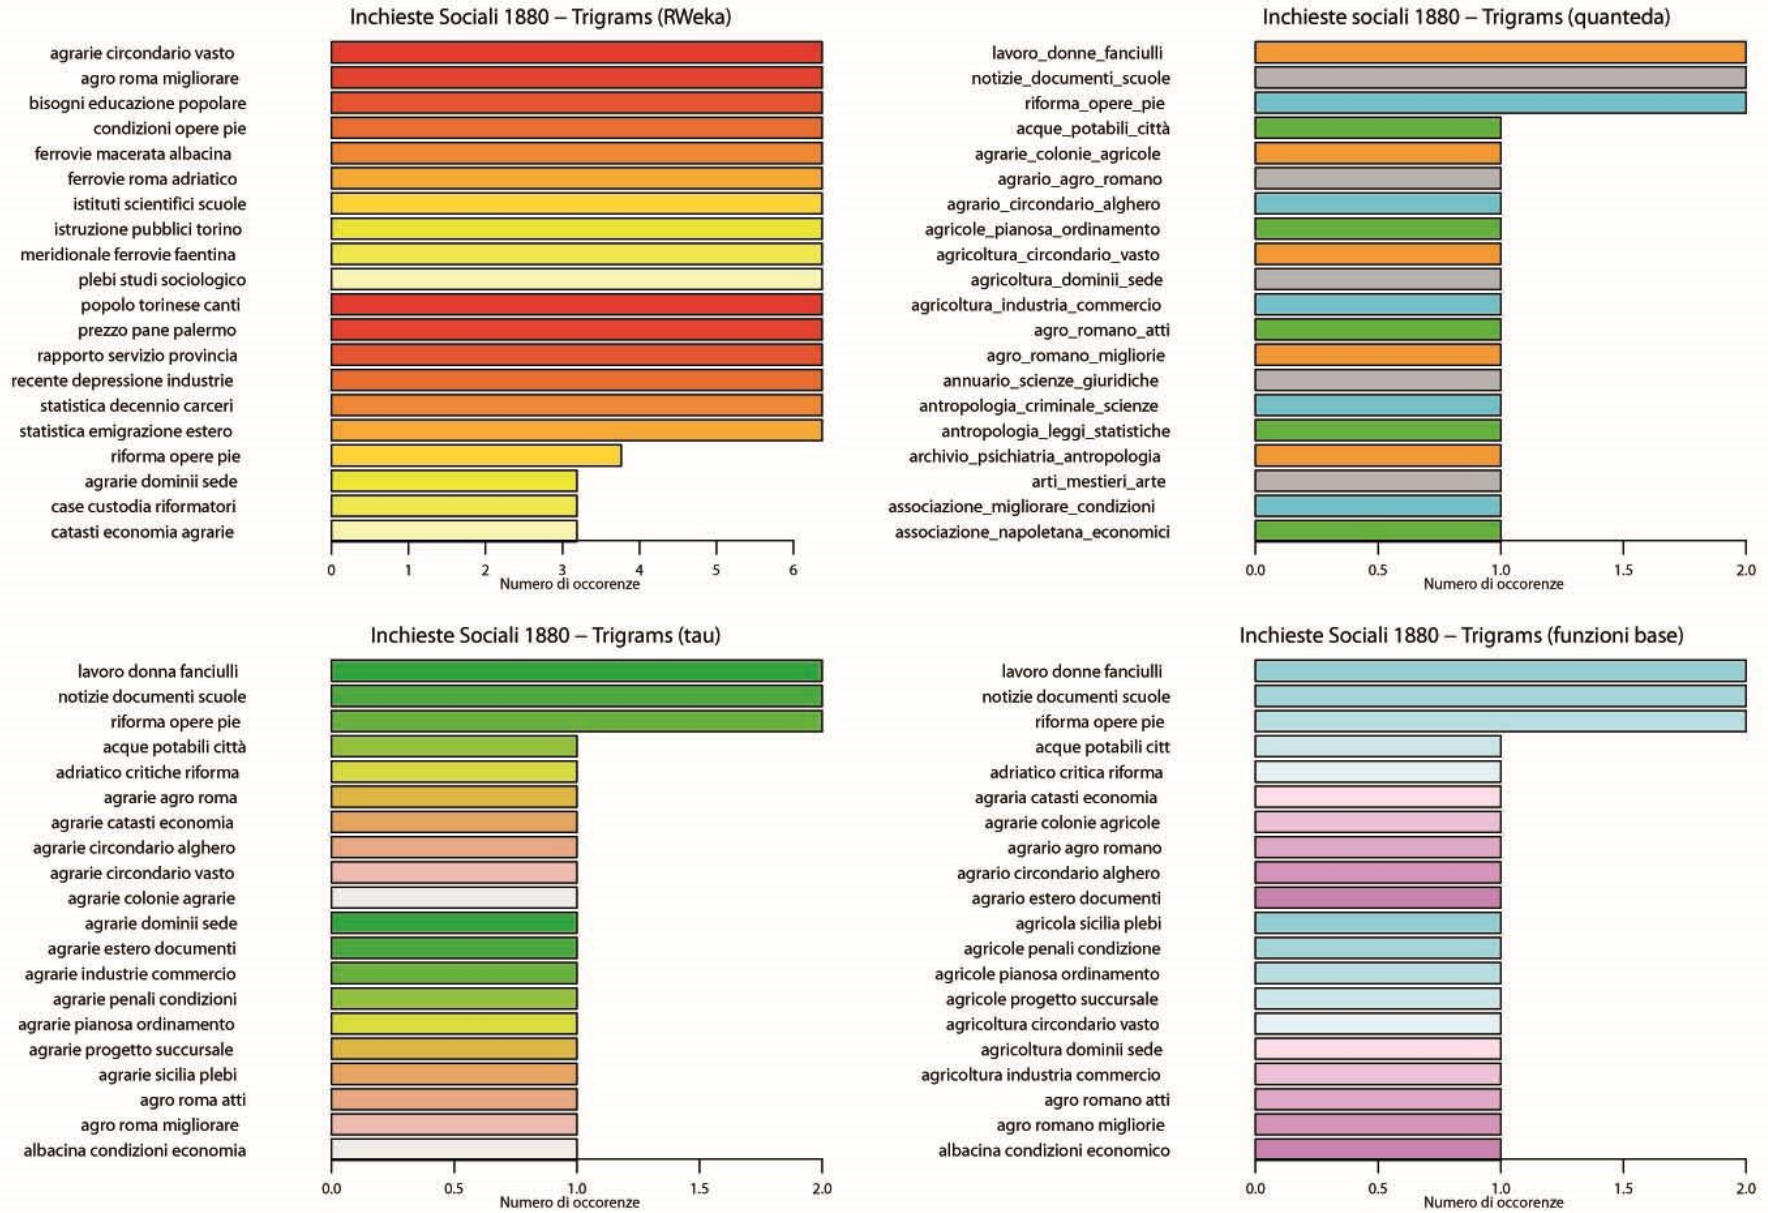 Inchieste Sociali 1880 – Trigrams (RWeka)
agrarie circondario vasto
agro roma migliorare
bisogni educazione popolare
condizioni opere pie
ferrovie macerata albacina
ferrovie roma adriatico
istituti scientifici scuole
istruzione pubblici torino
meridionale ferrovie faentina
plebi studi sociologico
popolo torinese canti
prezzo pane palermo
rapporto servizio provincia
recente depressione industrie
statistica decennio carceri
statistica emigrazione estero
riforma opere pie
agrarie dominii sede
case custodia riformatori
catasti economia agrarie
0 1 2 3 4 5 6
Numero di occorenze
Inchieste sociali 1880 – Trigrams (quanteda)
lavoro_donne_fanciulli
notizie_documenti_scuole
riforma_opere_pie
acque_potabili_città
agrarie_colonie_agricole
agrario_agro_romano
agrario_circondario_alghero
agricole_pianosa_ordinamento
agricoltura_circondario_vasto
agricoltura_dominii_sede
agricoltura_industria_commercio
agro_romano_atti
agro_romano_migliorie
annuario_scienze_giuridiche
antropologia_criminale_scienze
antropologia_leggi_statistiche
archivio_psichiatria_antropologia
arti_mestieri_arte
associazione_migliorare_condizioni
associazione_napoletana_economici
0.0 0.5 1.0 1.5 2.0
Numero di occorenze
Inchieste Sociali 1880 – Trigrams (tau)
lavoro donna fanciulli
notizie documenti scuole
riforma opere pie
acque potabili città
adriatico critiche riforma
agrarie agro roma
agrarie catasti economia
agrarie circondario alghero
agrarie circondario vasto
agrarie colonie agrarie
agrarie dominii sede
agrarie estero documenti
agrarie industrie commercio
agrarie penali condizioni
agrarie pianosa ordinamento
agrarie progetto succursale
agrarie sicilia plebi
agro roma atti
agro roma migliorare
albacina condizioni economia
0.0 0.5 1.0 1.5 2.0
Numero di occorenze
Inchieste Sociali 1880 – Trigrams (funzioni base)
lavoro donne fanciulli
notizie documenti scuole
riforma opere pie
acque potabili citt
adriatico critica riforma
agraria catasti economia
agrarie colonie agricole
agrario agro romano
agrario circondario alghero
agrario estero documenti
agricola sicilia plebi
agricole penali condizione
agricole pianosa ordinamento
agricole progetto succursale
agricoltura circondario vasto
agricoltura dominii sede
agricoltura industria commercio
agro romano atti
agro romano migliorie
albacina condizioni economico
0.0 0.5 1.0 1.5 2.0
Numero di occorenze